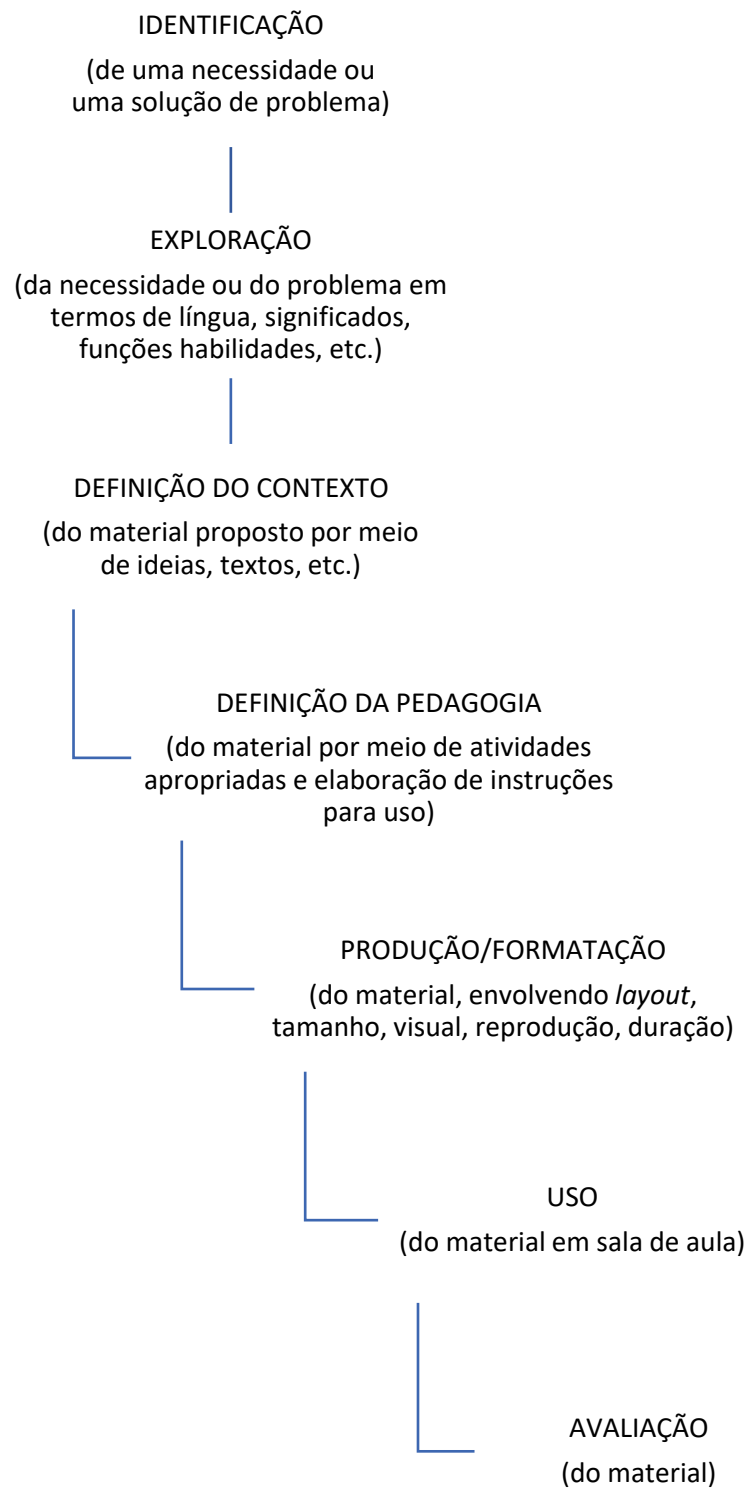 IDENTIFICAÇÃO
(de uma necessidade ou
uma solução de problema)
EXPLORAÇÃO
(da necessidade ou do problema em
termos de língua, significados,
funções habilidades, etc.)
DEFINIÇÃO DO CONTEXTO
(do material proposto por meio
de ideias, textos, etc.)
DEFINIÇÃO DA PEDAGOGIA
(do material por meio de atividades
apropriadas e elaboração de instruções
para uso)
PRODUÇÃO/FORMATAÇÃO
(do material, envolvendo layout,
tamanho, visual, reprodução, duração)
USO
(do material em sala de aula)
AVALIAÇÃO
(do material)